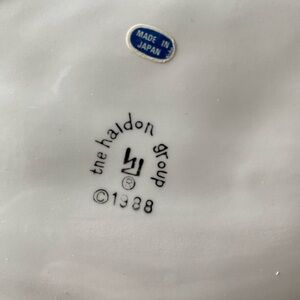 MADE IN
JAPAN
the haldon group
®
©1988